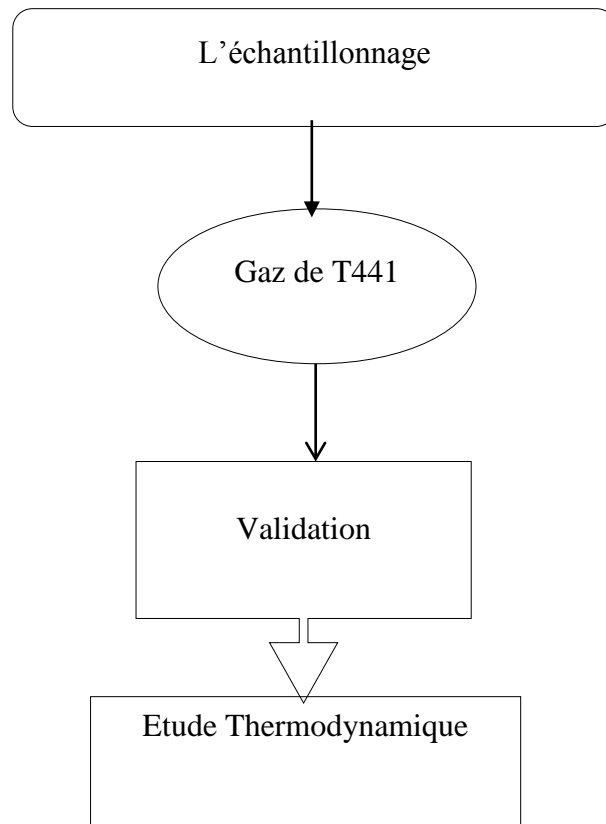 L’échantillonnage
Gaz de T441
Validation
Etude Thermodynamique